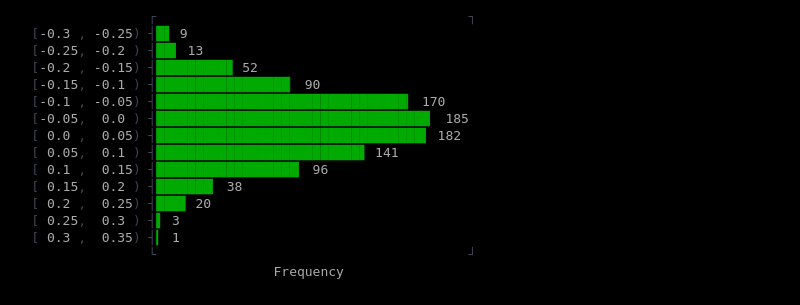 [-0.3 , -0.25) 9
[-0.25, -0.2 ) 13
[-0.2 , -0.15) 52
[-0.15, -0.1 ) 90
[-0.1 , -0.05) 170
[-0.05,  0.0 ) 185
[ 0.0 ,  0.05) 182
[ 0.05,  0.1 ) 141
[ 0.1 ,  0.15) 96
[ 0.15,  0.2 ) 38
[ 0.2 ,  0.25) 20
[ 0.25,  0.3 ) 3
[ 0.3 ,  0.35) 1
Frequency